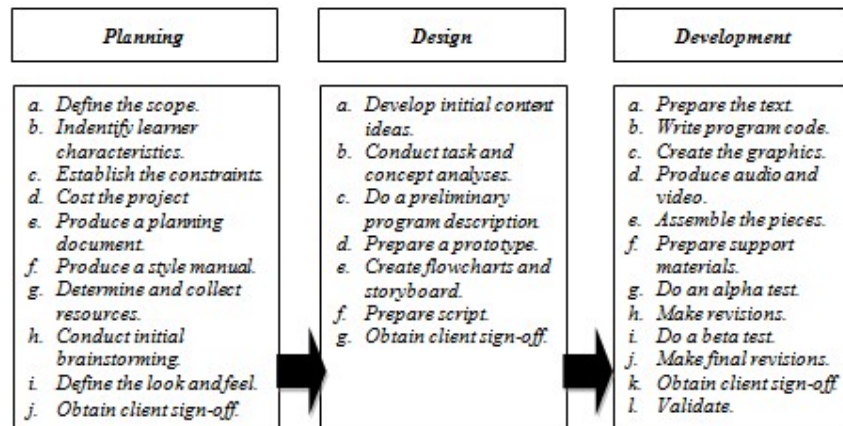 Planning
a. Define the scope.
b. Indentify learner
characteristics.
c. Establish the constraints.
d. Cost the project
e. Produce a planning
document.
f. Produce a style manual.
g. Determine and collect
resources.
h. Conduct initial
brainstorming.
i. Define the look and feel.
j. Obtain client sign-off.
Design
a. Develop initial content
ideas.
b. Conduct task and
concept analyses.
c. Do a preliminary
program description.
d. Prepare a prototype.
e. Create flowcharts and
storyboard.
f. Prepare script.
g. Obtain client sign-off.
Development
a. Prepare the text.
b. Write program code.
c. Create the graphics.
d. Produce audio and
video.
e. Assemble the pieces.
f. Prepare support
materials.
g. Do an alpha test.
h. Make revisions.
i. Do a beta test.
j. Make final revisions.
k. Obtain client sign-off.
l. Validate.